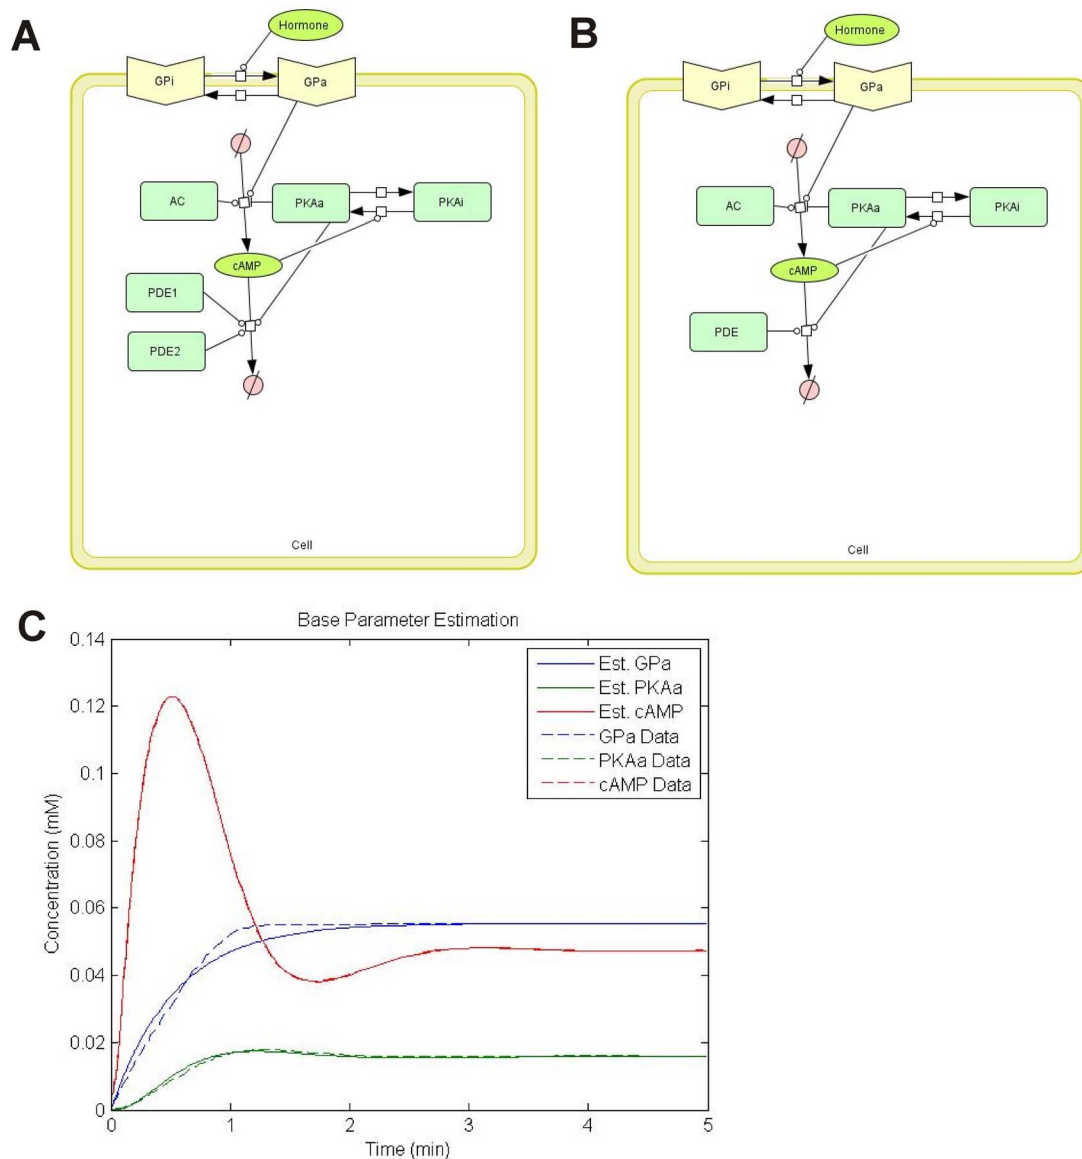 A
Hormone
GPi
GPa
AC
PKAa
PKAi
cAMP
PDE1
PDE2
Cell
B
Hormone
GPi
GPa
AC
PKAa
PKAi
cAMP
PDE
Cell
C
Base Parameter Estimation
0.14
0.12
0.1
0.08
0.06
0.04
0.02
0
Concentration (mM)
Est. GPa
Est. PKAa
Est. cAMP
GPa Data
PKAa Data
cAMP Data
0 1 2 3 4 5
Time (min)